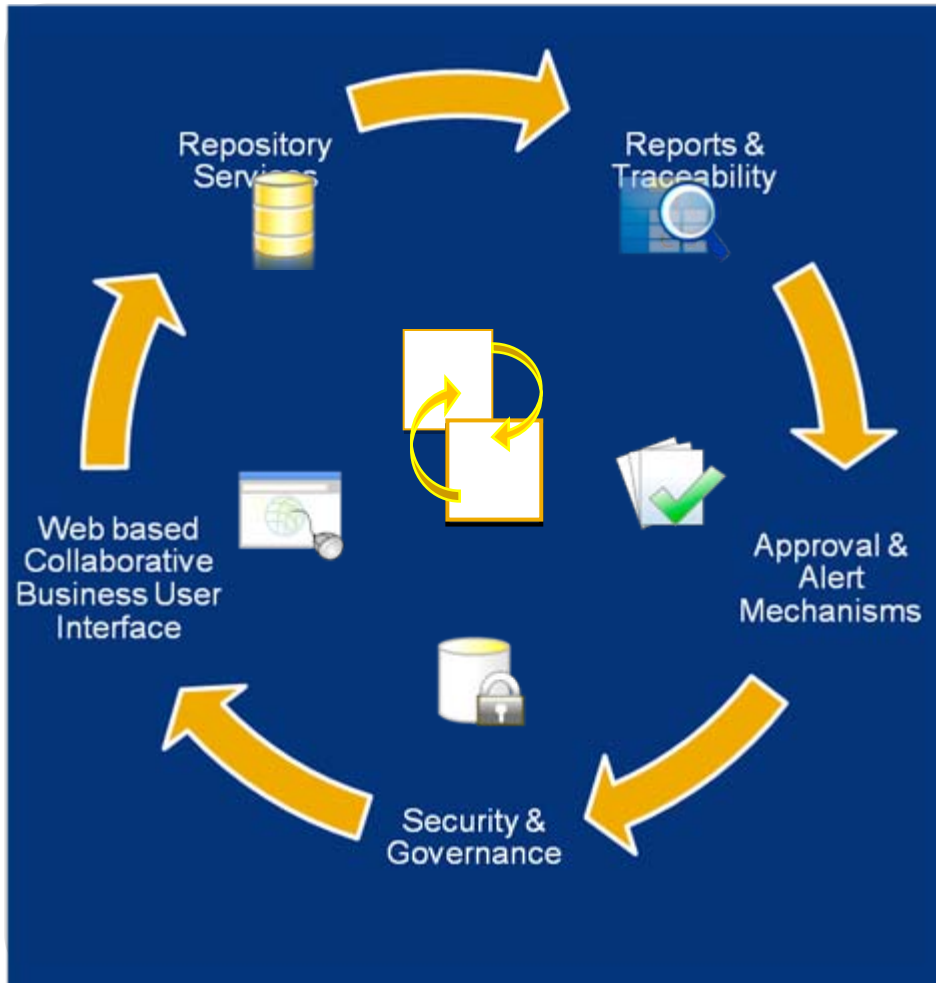 Repository
Services
Reports &
Traceability
Approval &
Alert
Mechanisms
Security &
Governance
Web based
Collaborative
Business User
Interface